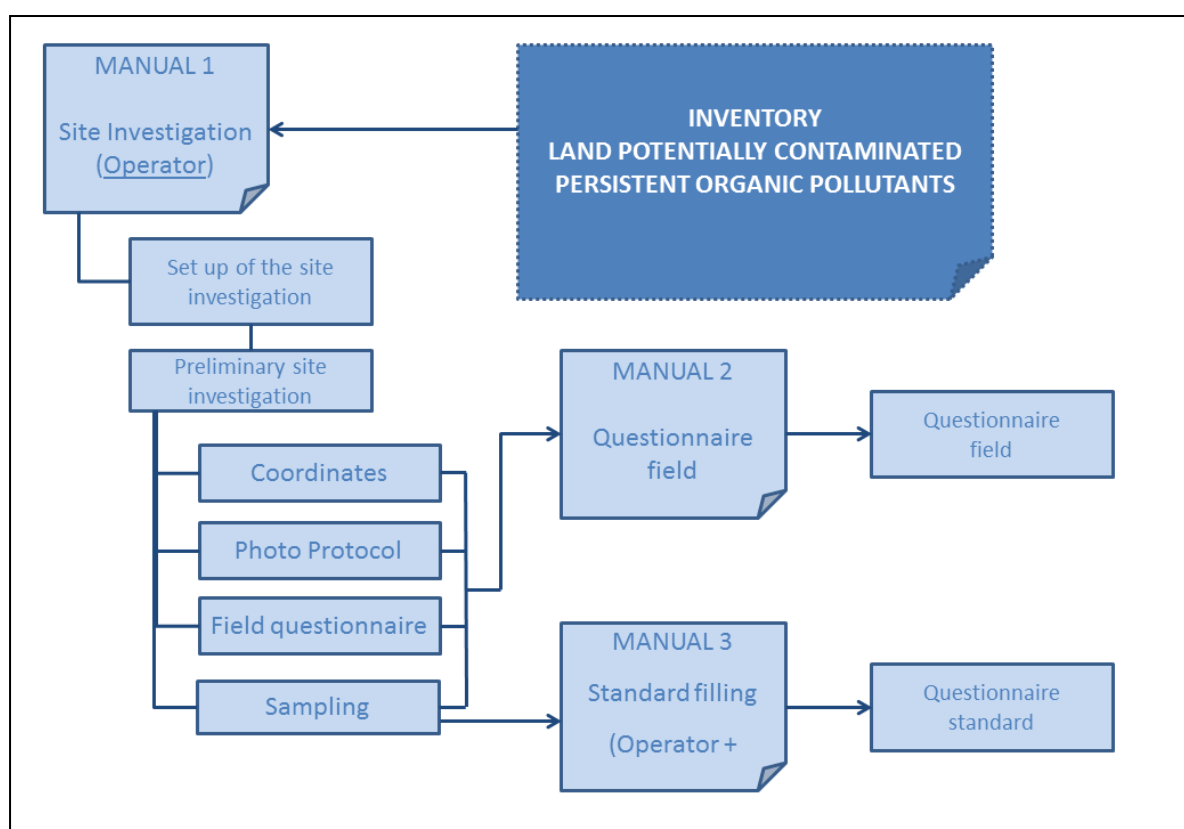 MANUAL 1
Site Investigation
(Operator)
INVENTORY
LAND POTENTIALLY CONTAMINATED
PERSISTENT ORGANIC POLLUTANTS
Set up of the site
investigation
Preliminary site
investigation
Coordinates
Photo Protocol
Field questionnaire
Sampling
MANUAL 2
Questionnaire
field
Questionnaire
field
MANUAL 3
Standard filling
(Operator +
Questionnaire
standard